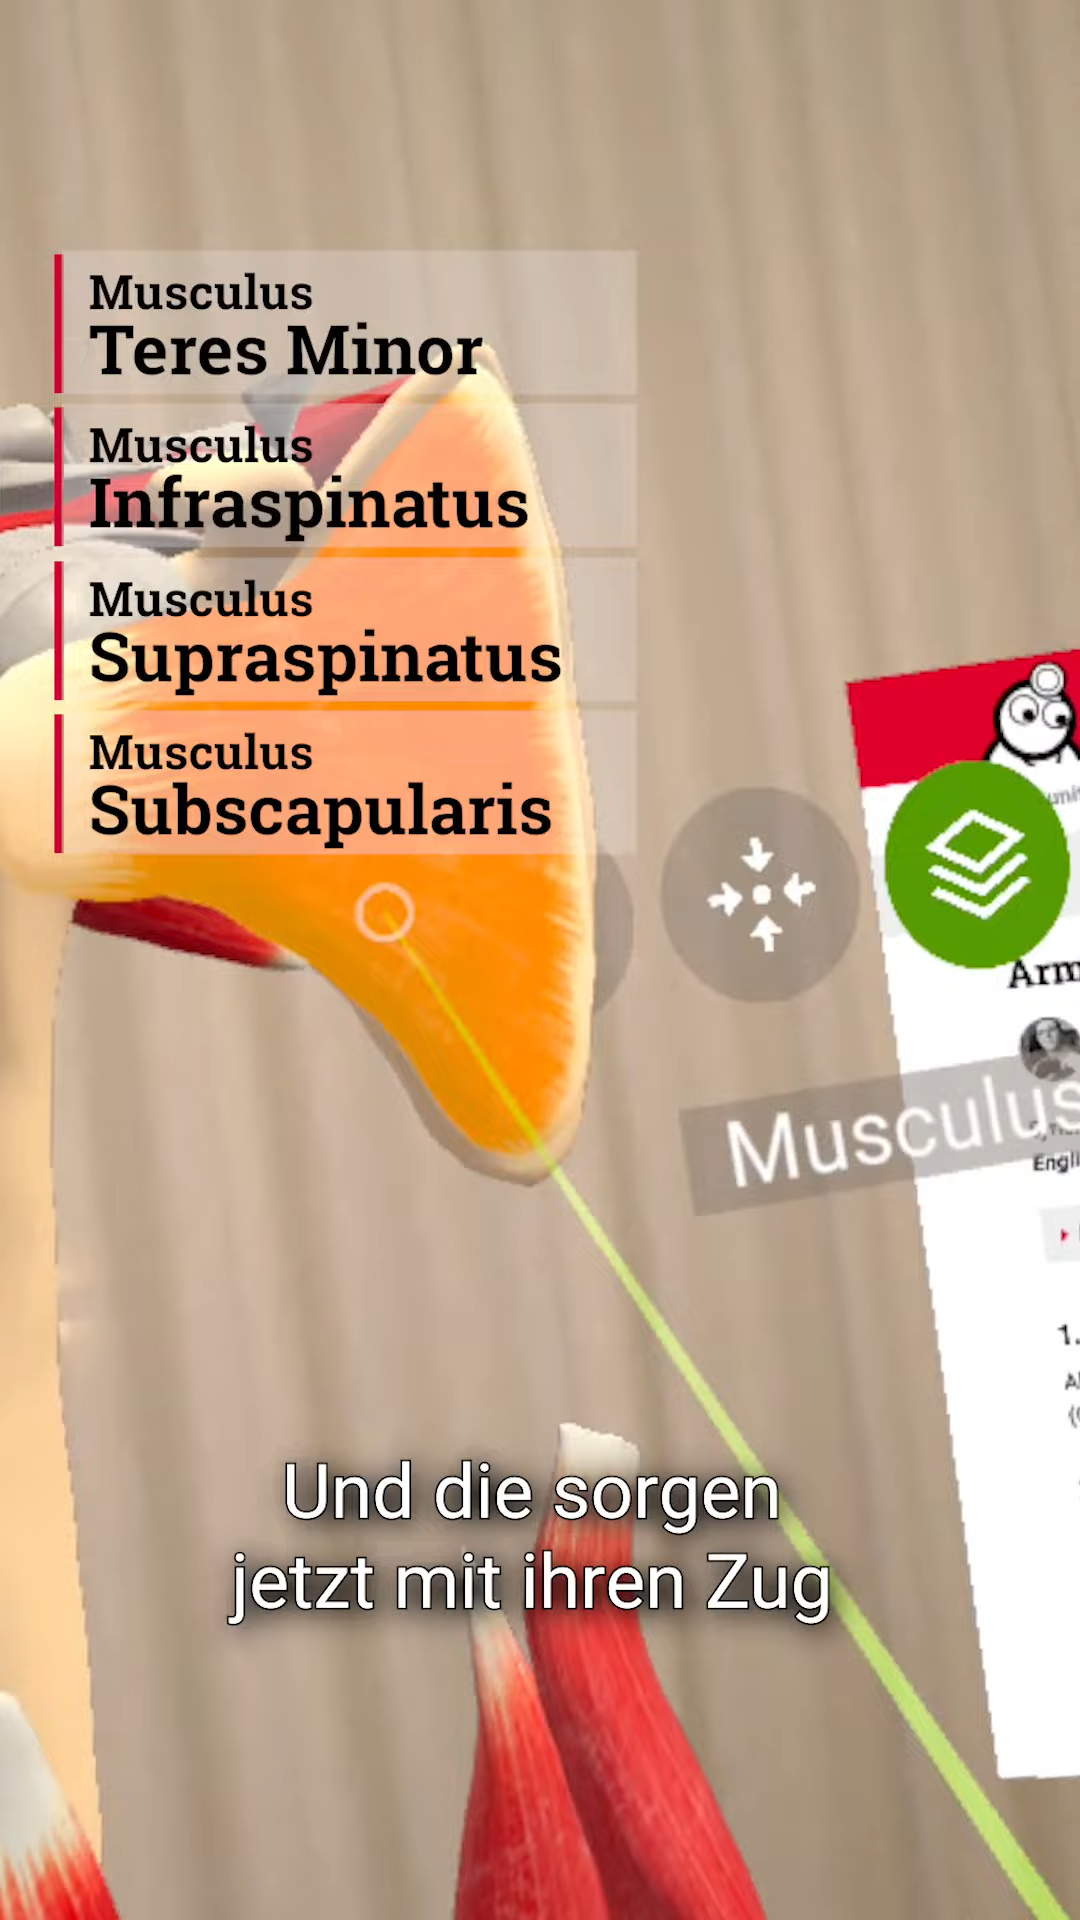 Musculus
Teres Minor
Musculus
Infraspinatus
Musculus
Supraspinatus
Musculus
Subscapularis
Arm
Musculus
Engli
1.
Und die sorgen
jetzt mit ihren Zug